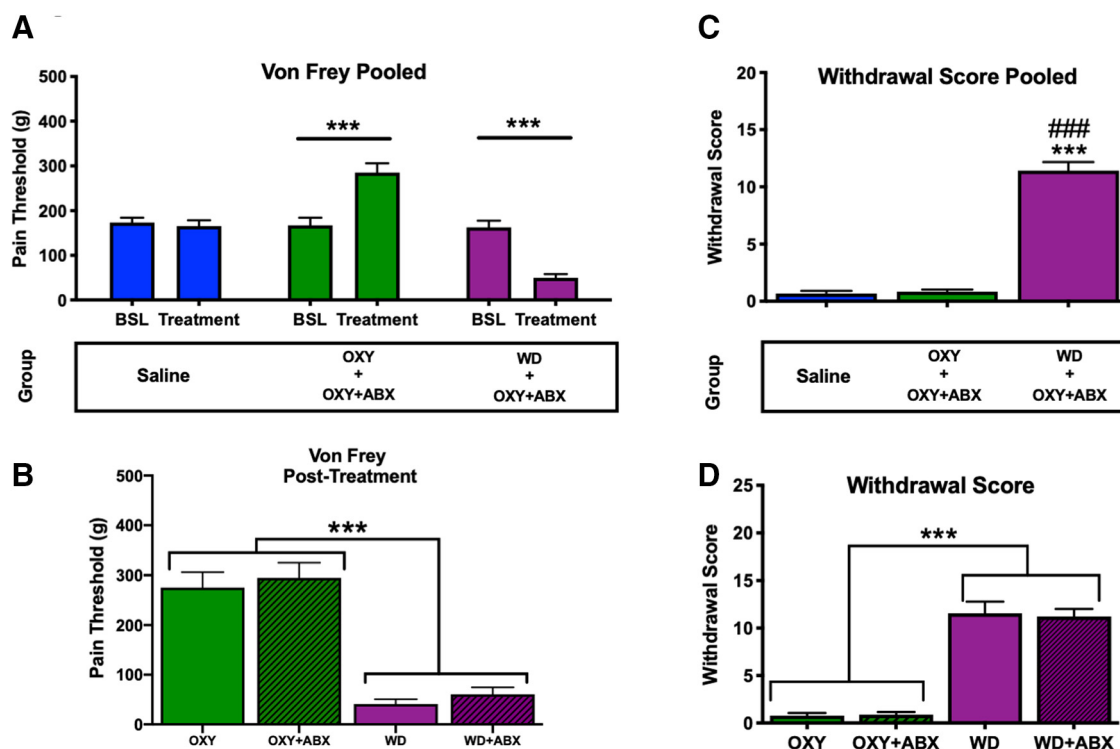 A
Von Frey Pooled
Pain Threshold (g)
500
400
300
200
100
0
***
***
BSL Treatment
BSL Treatment
BSL Treatment
Group
Saline
OXY
+
OXY+ABX
WD
+
OXY+ABX
C
Withdrawal Score Pooled
Withdrawal Score
20
15
10
5
0
###
***
Group
Saline
OXY
+
OXY+ABX
WD
+
OXY+ABX
B
Von Frey
Post-Treatment
Pain Threshold (g)
500
400
300
200
100
0
***
OXY
OXY+ABX
WD
WD+ABX
D
Withdrawal Score
Withdrawal Score
25
20
15
10
5
0
***
OXY
OXY+ABX
WD
WD+ABX